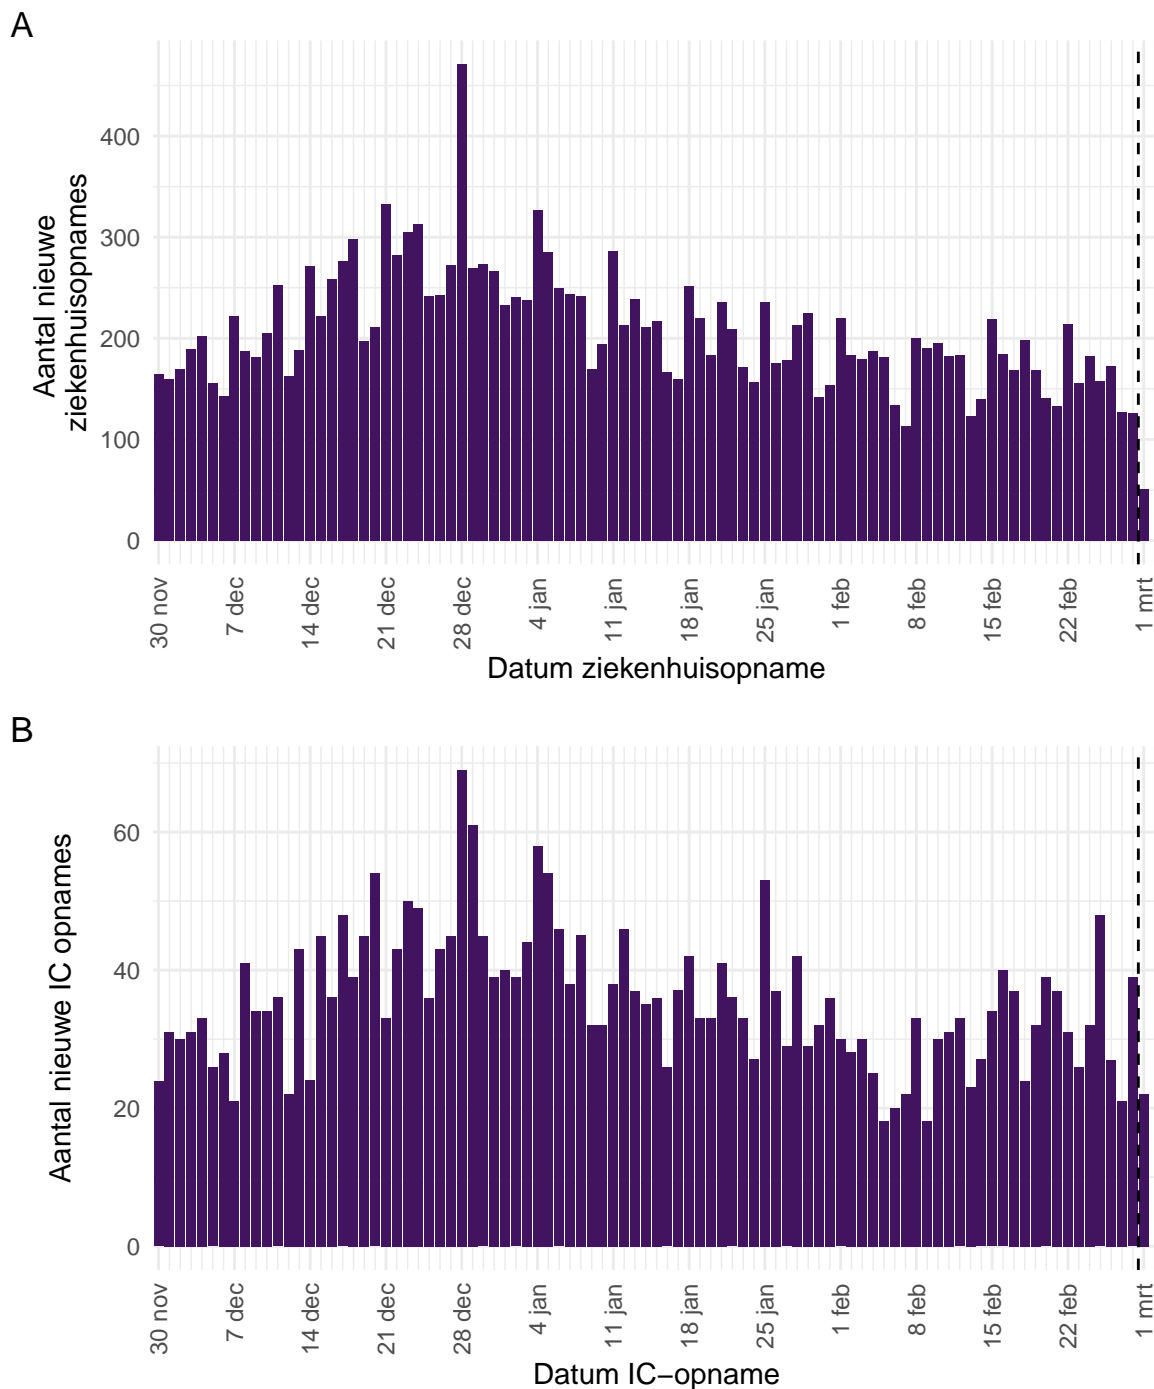 A
Aantal nieuwe
ziekenhuisopnames
400
300
200
100
0
30 nov
7 dec
14 dec
21 dec
28 dec
4 jan
11 jan
18 jan
25 jan
1 feb
8 feb
15 feb
22 feb
1 mrt
Datum ziekenhuisopname
B
Aantal nieuwe IC opnames
60
40
20
0
30 nov
7 dec
14 dec
21 dec
28 dec
4 jan
11 jan
18 jan
25 jan
1 feb
8 feb
15 feb
22 feb
1 mrt
Datum IC−opname